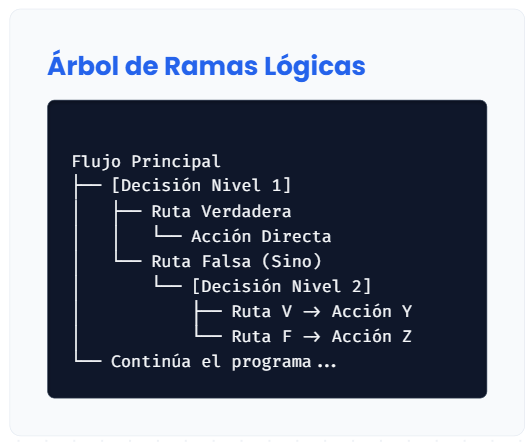 Árbol de Ramas Lógicas
Flujo Principal
├── [Decisión Nivel 1]
│   ├── Ruta Verdadera
│   │   └── Acción Directa
│   └── Ruta Falsa (Sino)
│       └── [Decisión Nivel 2]
│           ├── Ruta V -> Acción Y
│           └── Ruta F -> Acción Z
└── Continúa el programa...